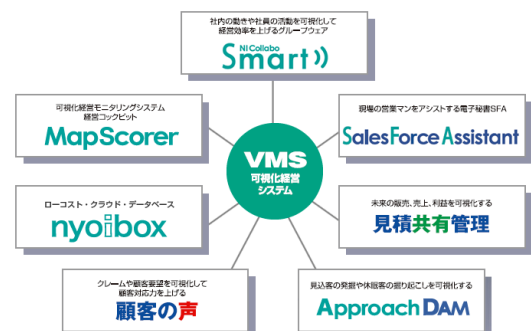 社内の動きや社員の活動を可視化して
経営効率を上げるグループウェア
NI Collabo
Smart
可視化経営モニタリングシステム
経営コックピット
MapScorer
現場の営業マンをアシストする電子秘書SFA
SalesForce Assistant
VMS
可視化経営
システム
ローコスト・クラウド・データベース
nyoibox
未来の販売、売上、利益を可視化する
見積共有管理
クレームや顧客要望を可視化して
顧客対応力を上げる
顧客の声
見込客の発掘や休眠客の掘り起こしを可視化する
ApproachDAM